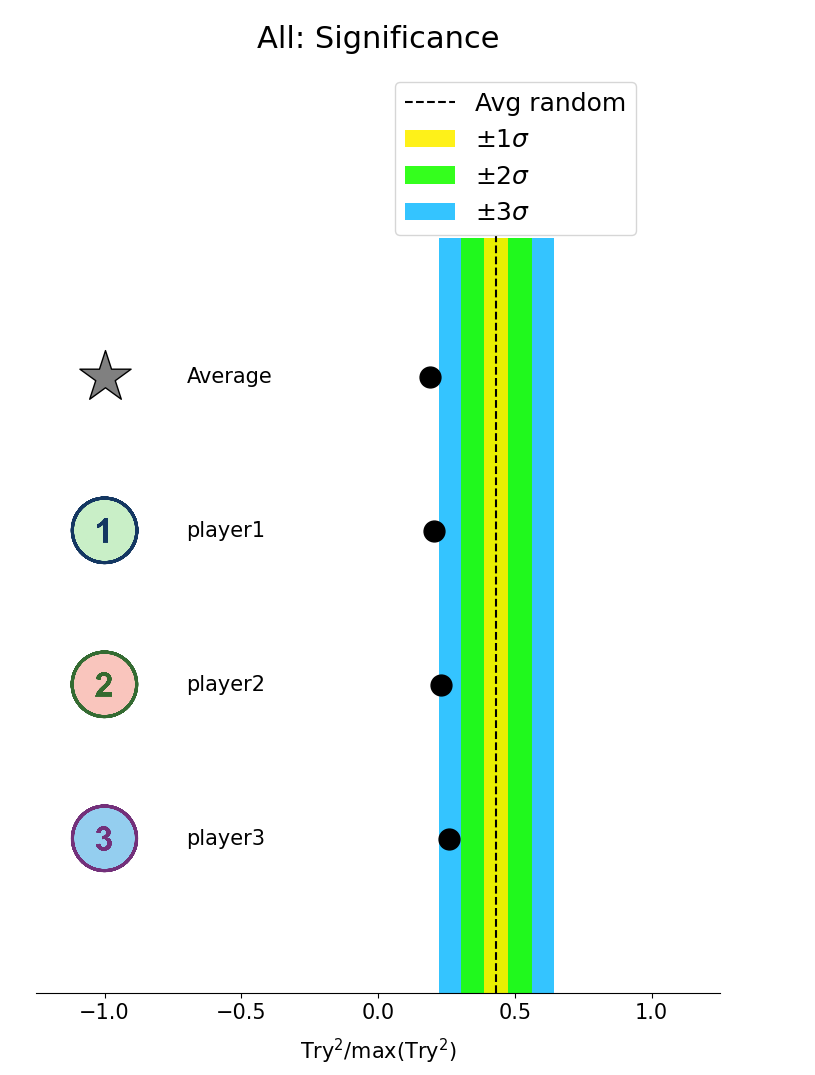 All: Significance
Avg random
±1σ
±2σ
±3σ
Average
1 player1
2 player2
3 player3
−1.0 −0.5 0.0 0.5 1.0
Try²/max(Try²)